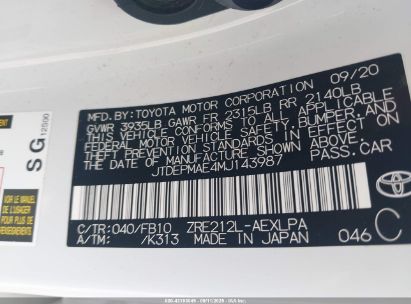 09/20
MFD. BY: TOYOTA MOTOR CORPORATION
GVWR 3935LB GAWR FR 2315LB RR 2140LB
THIS VEHICLE CONFORMS TO ALL APPLICABLE
FEDERAL MOTOR VEHICLE SAFETY, BUMPER, AND
THEFT PREVENTION STANDARDS IN EFFECT ON
THE DATE OF MANUFACTURE SHOWN ABOVE.
JTDEPMAE4MJ143987 PASS.CAR
C/TR: 040/FB10 ZRE212L-AEXLPA
A/TM: /K313 MADE IN JAPAN 046 C
TOYOTA
SG